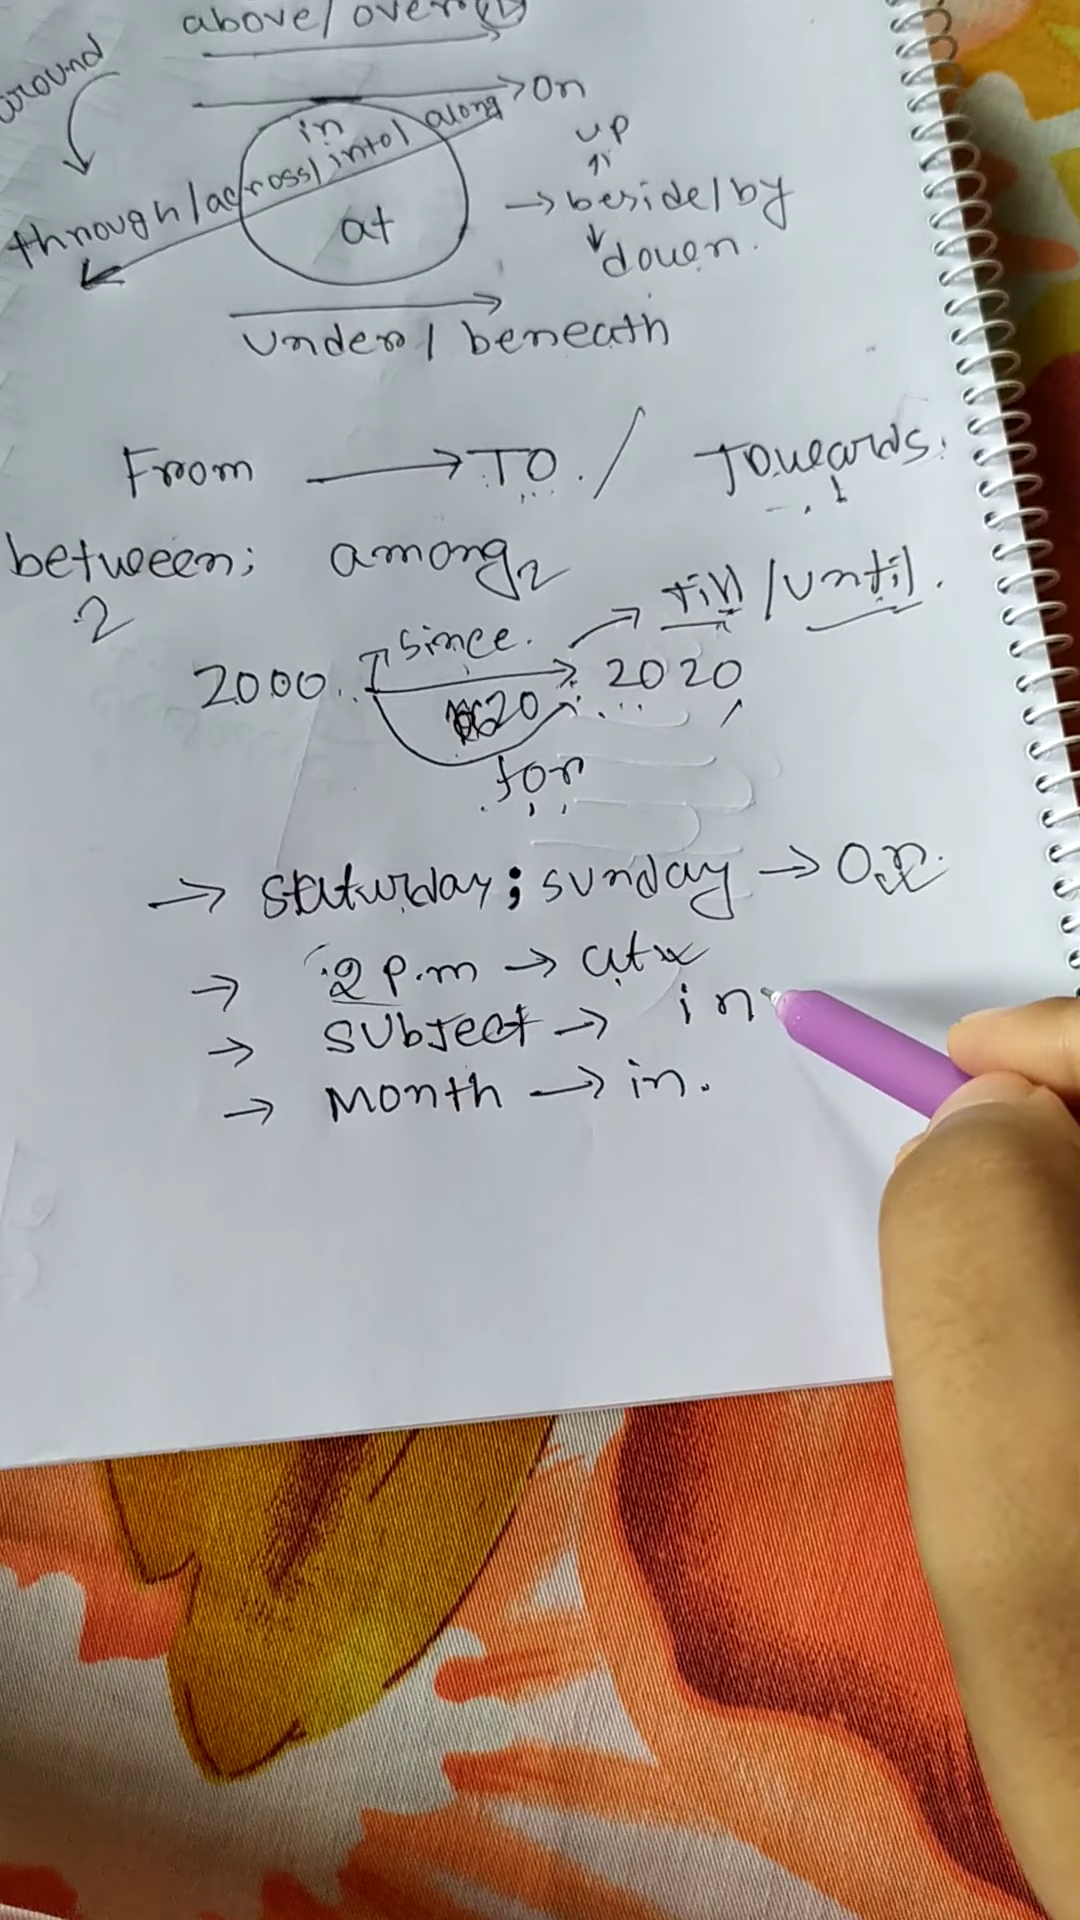 above/over
around
on
in
through/across/into/along
up
at
beside/by
down.
under/beneath
From → TO. / Towards.
between; among
2
since. till/until.
2000 → 2020
20
for
→ saturday; sunday → on.
→ 2 p.m → at
→ subject → in
→ Month → in.